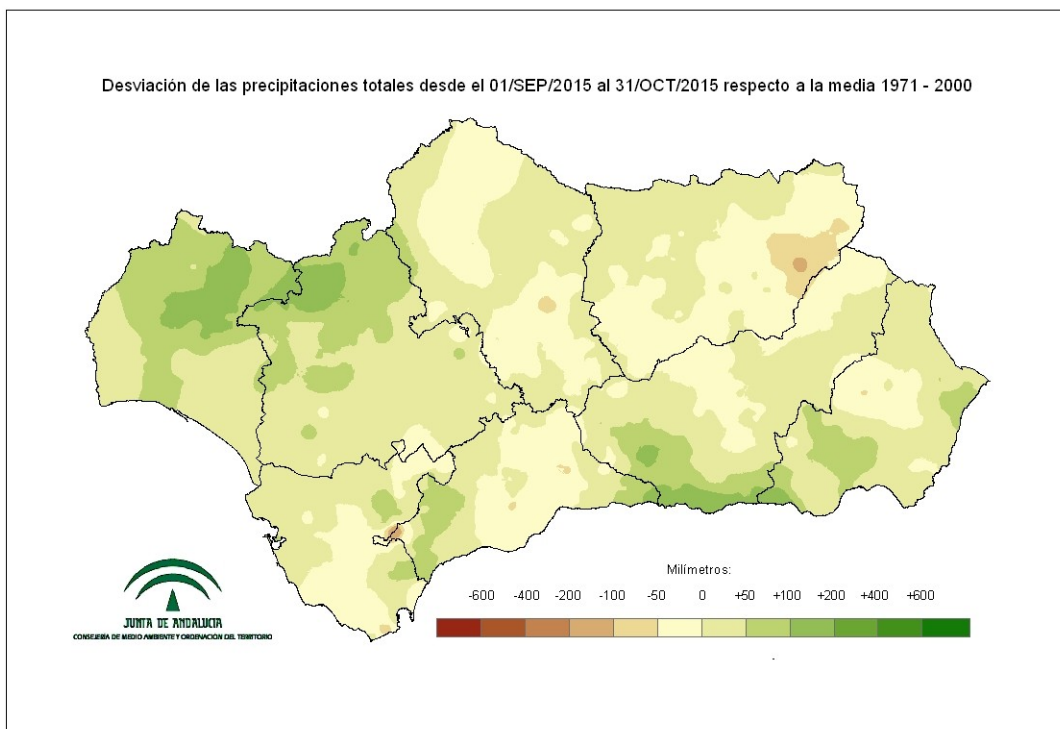 Desviación de las precipitaciones totales desde el 01/SEP/2015 al 31/OCT/2015 respecto a la media 1971 - 2000
Milímetros:
-600 -400 -200 -100 -50 0 +50 +100 +200 +400 +600
JUNTA DE ANDALUCIA
CONSEJERÍA DE MEDIO AMBIENTE Y ORDENACIÓN DEL TERRITORIO